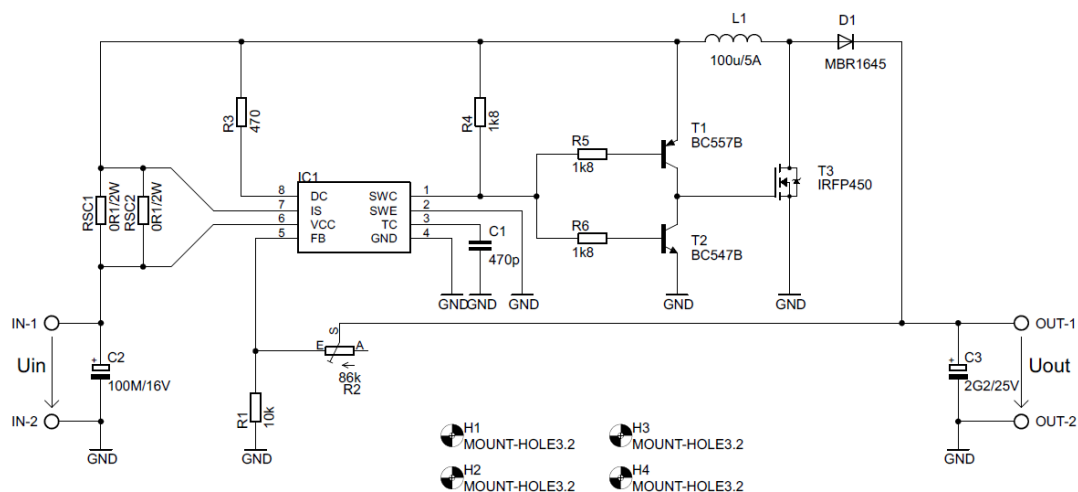 L1
100u/5A
D1
MBR1645
R3
470
R4
1k8
R5
1k8
T1
BC557B
T3
IRFP450
RSC1
0R1/2W
RSC2
0R1/2W
IC1
8
DC
SWC
1
7
IS
SWE
2
6
VCC
TC
3
5
FB
GND
4
C1
470p
R6
1k8
T2
BC547B
GND
GND
GND
GND
GND
IN-1
Uin
+
C2
100M/16V
IN-2
GND
S
E
A
86k
R2
R1
10k
GND
OUT-1
Uout
+
C3
2G2/25V
OUT-2
GND
H1
MOUNT-HOLE3.2
H3
MOUNT-HOLE3.2
H2
MOUNT-HOLE3.2
H4
MOUNT-HOLE3.2